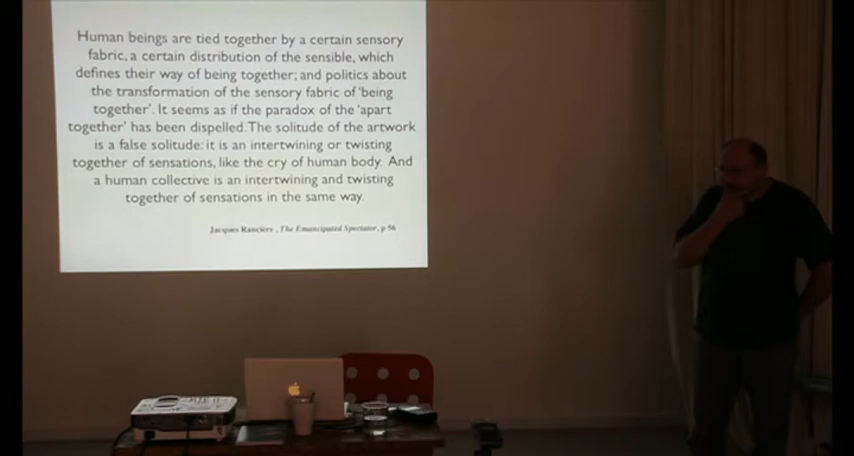 Human beings are tied together by a certain sensory
fabric, a certain distribution of the sensible, which
defines their way of being together; and politics about
the transformation of the sensory fabric of 'being
together'. It seems as if the paradox of the 'apart
together' has been dispelled. The solitude of the artwork
is a false solitude: it is an intertwining or twisting
together of sensations, like the cry of human body. And
a human collective is an intertwining and twisting
together of sensations in the same way.
Jacques Ranciere , The Emancipated Spectator, p 56